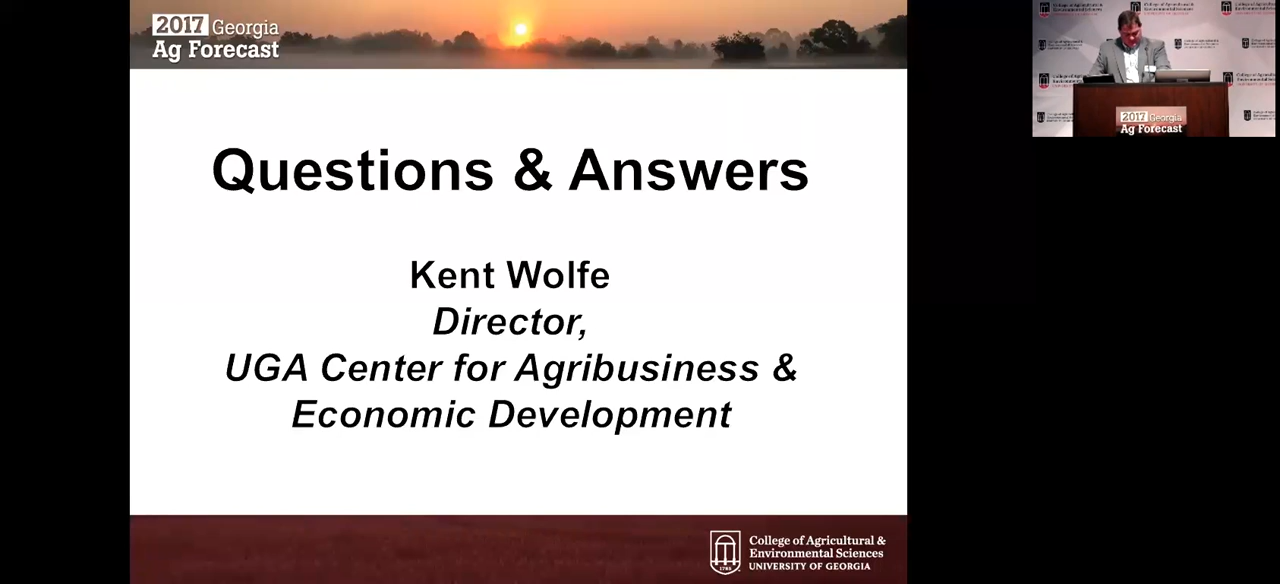 2017 Georgia
Ag Forecast
Questions & Answers
Kent Wolfe
Director,
UGA Center for Agribusiness &
Economic Development
College of Agricultural &
Environmental Sciences
UNIVERSITY OF GEORGIA
1785
2017 Georgia
Ag Forecast